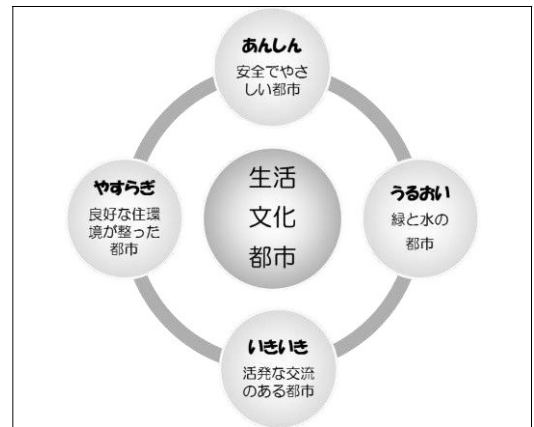 あんしん
安全でやさ
しい都市
やすらぎ
良好な住環
境が整った
都市
生活
文化
都市
うるおい
緑と水の
都市
いきいき
活発な交流
のある都市